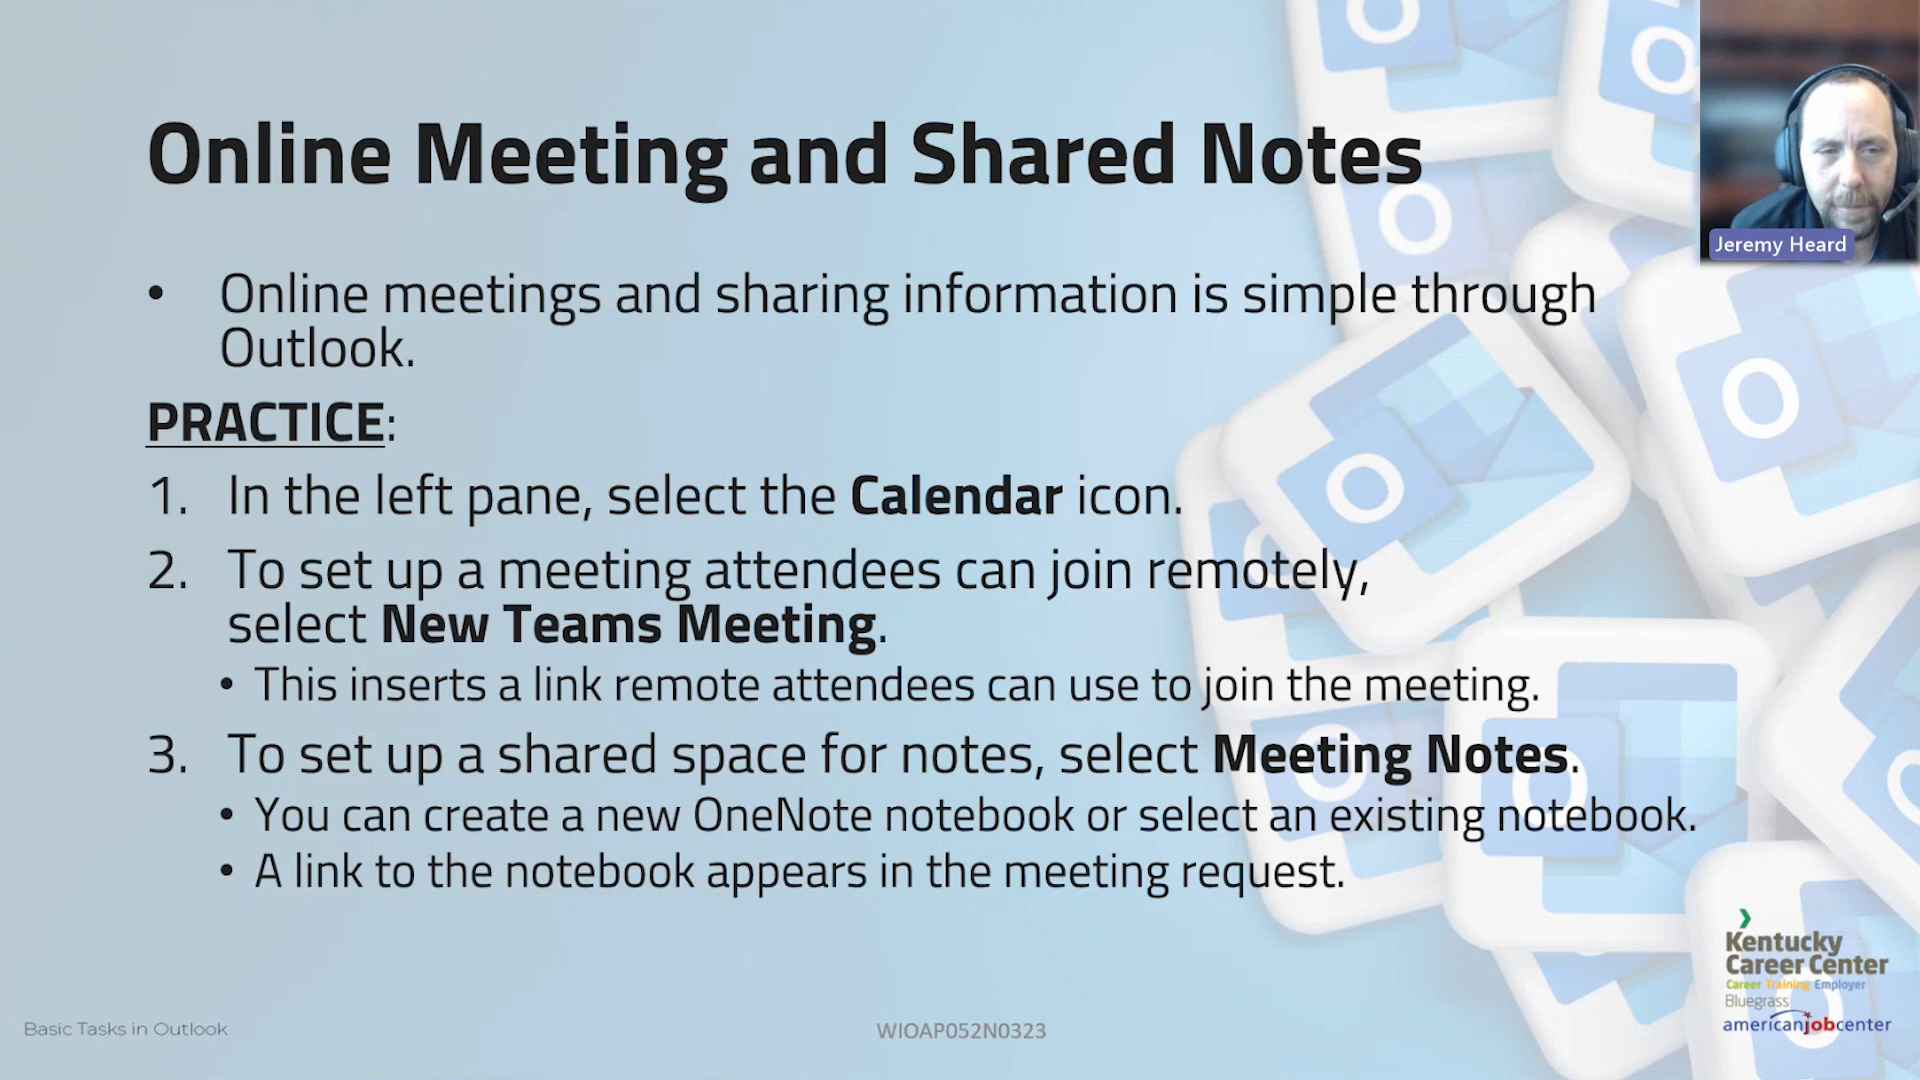 Online Meeting and Shared Notes
Jeremy Heard
• Online meetings and sharing information is simple through
Outlook.
PRACTICE:
1. In the left pane, select the Calendar icon.
2. To set up a meeting attendees can join remotely,
select New Teams Meeting.
• This inserts a link remote attendees can use to join the meeting.
3. To set up a shared space for notes, select Meeting Notes.
• You can create a new OneNote notebook or select an existing notebook.
• A link to the notebook appears in the meeting request.
Kentucky
Career Center
Career Training Employer
Bluegrass
americanjobcenter
Basic Tasks in Outlook
WIOAP052N0323